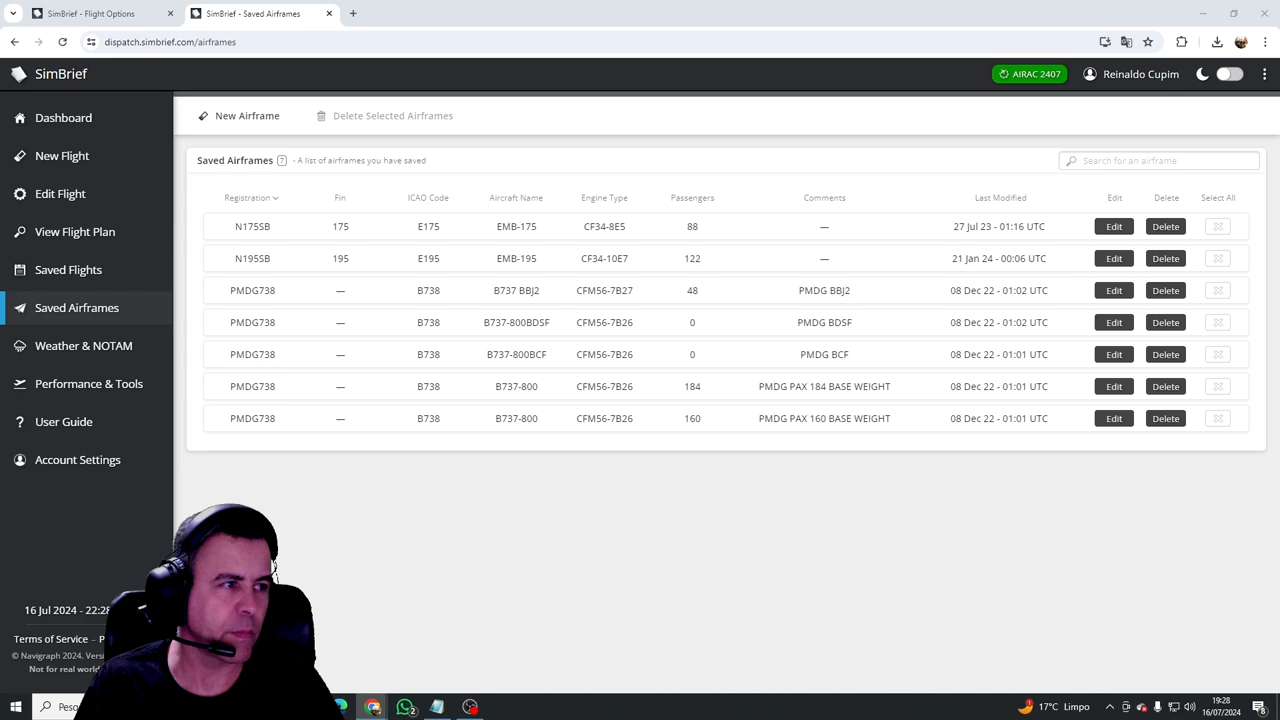 SimBrief - Flight Options
SimBrief - Saved Airframes
dispatch.simbrief.com/airframes
SimBrief
AIRAC 2407
Reinaldo Cupim
Dashboard
New Flight
Edit Flight
View Flight Plan
Saved Flights
Saved Airframes
Weather & NOTAM
Performance & Tools
User Guide
Account Settings
New Airframe
Delete Selected Airframes
Saved Airframes ? - A list of airframes you have saved
Search for an airframe
Registration Fin ICAO Code Aircraft Name Engine Type Passengers Comments Last Modified Edit Delete Select All
N175SB 175 E175 EMB-175 CF34-8E5 88 — 27 Jul 23 - 01:16 UTC Edit Delete
N195SB 195 E195 EMB-195 CF34-10E7 122 — 21 Jan 24 - 00:06 UTC Edit Delete
PMDG738 — B738 B737 BBJ2 CFM56-7B27 48 PMDG BBJ2 08 Dec 22 - 01:02 UTC Edit Delete
PMDG738 — B738 B737-800BDSF CFM56-7B26 0 PMDG BDSF 08 Dec 22 - 01:02 UTC Edit Delete
PMDG738 — B738 B737-800BCF CFM56-7B26 0 PMDG BCF 08 Dec 22 - 01:01 UTC Edit Delete
PMDG738 — B738 B737-800 CFM56-7B26 184 PMDG PAX 184 BASE WEIGHT 08 Dec 22 - 01:01 UTC Edit Delete
PMDG738 — B738 B737-800 CFM56-7B26 160 PMDG PAX 160 BASE WEIGHT 08 Dec 22 - 01:01 UTC Edit Delete
16 Jul 2024 - 22:28
Terms of Service – P
© Navigraph 2024. Vers
Not for real world
Pesq
2
17°C Limpo
19:28
16/07/2024
8